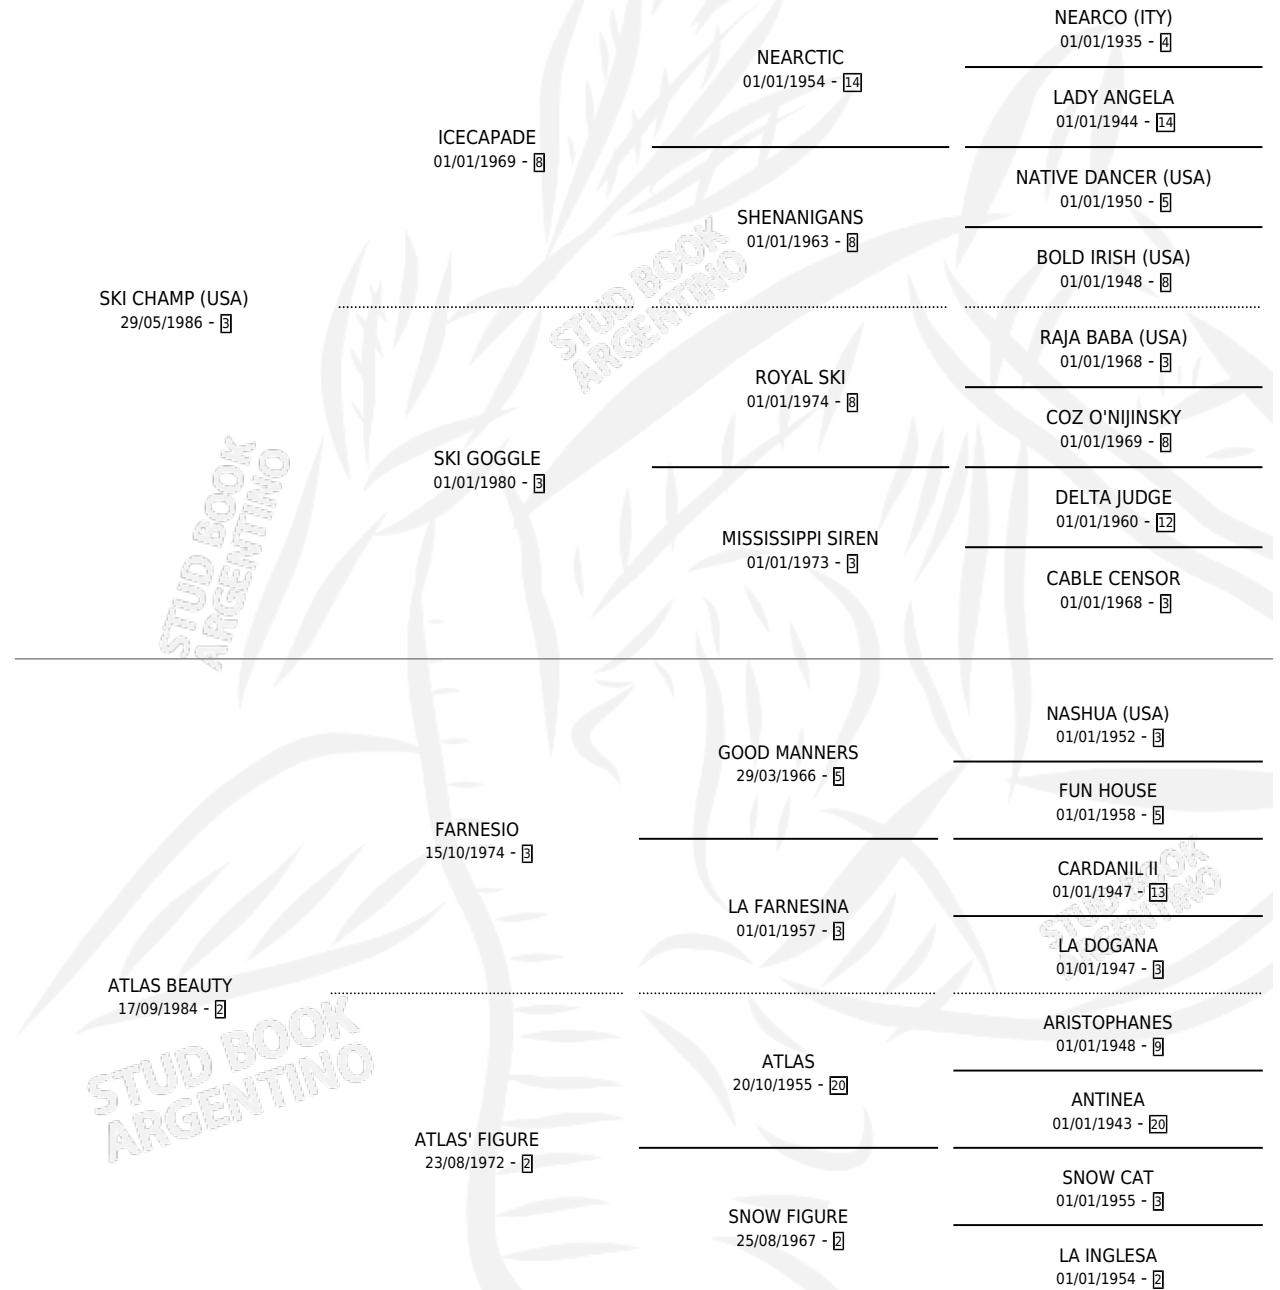 NEARCO (ITY)
01/01/1935 - 4
NEARCTIC
01/01/1954 - 14
LADY ANGELA
01/01/1944 - 14
ICECAPADE
01/01/1969 - 8
NATIVE DANCER (USA)
01/01/1950 - 5
SHENANIGANS
01/01/1963 - 8
BOLD IRISH (USA)
01/01/1948 - 8
SKI CHAMP (USA)
29/05/1986 - 3
RAJA BABA (USA)
01/01/1968 - 3
ROYAL SKI
01/01/1974 - 8
COZ O'NIJINSKY
01/01/1969 - 8
SKI GOGGLE
01/01/1980 - 3
DELTA JUDGE
01/01/1960 - 12
MISSISSIPPI SIREN
01/01/1973 - 3
CABLE CENSOR
01/01/1968 - 3
NASHUA (USA)
01/01/1952 - 3
GOOD MANNERS
29/03/1966 - 5
FUN HOUSE
01/01/1958 - 5
FARNESIO
15/10/1974 - 3
CARDANIL II
01/01/1947 - 13
LA FARNESINA
01/01/1957 - 3
LA DOGANA
01/01/1947 - 3
ATLAS BEAUTY
17/09/1984 - 2
ARISTOPHANES
01/01/1948 - 9
ATLAS
20/10/1955 - 20
ANTINEA
01/01/1943 - 20
ATLAS' FIGURE
23/08/1972 - 2
SNOW CAT
01/01/1955 - 3
SNOW FIGURE
25/08/1967 - 2
LA INGLESA
01/01/1954 - 2
STUD BOOK
ARGENTINO
STUD BOOK
ARGENTINO
STUD BOOK
ARGENTINO
STUD BOOK
ARGENTINO